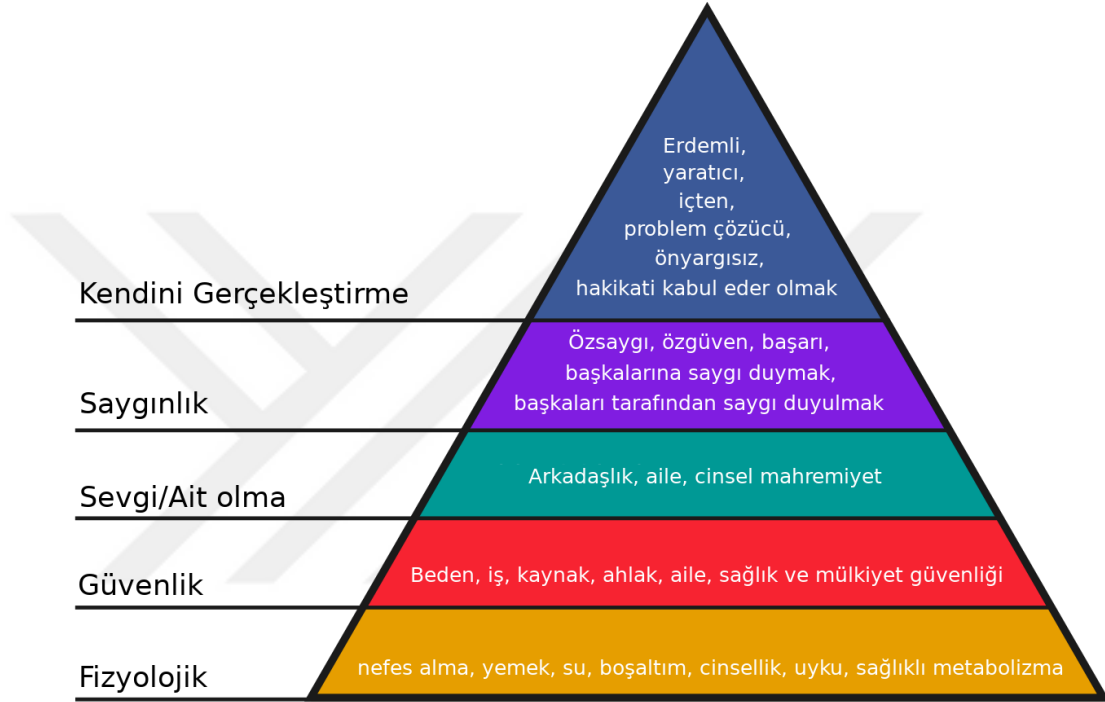 Erdemli,
yaratıcı,
içten,
problem çözücü,
önyargısız,
hakikati kabul eder olmak
Kendini Gerçekleştirme
Özsaygı, özgüven, başarı,
başkalarına saygı duymak,
başkaları tarafından saygı duyulmak
Saygınlık
Arkadaşlık, aile, cinsel mahremiyet
Sevgi/Ait olma
Beden, iş, kaynak, ahlak, aile, sağlık ve mülkiyet güvenliği
Güvenlik
nefes alma, yemek, su, boşaltım, cinsellik, uyku, sağlıklı metabolizma
Fizyolojik